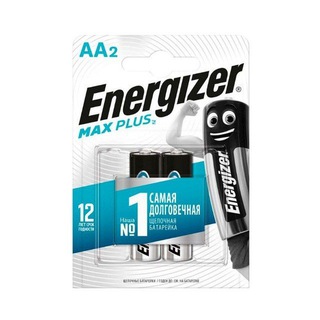 AA2
Energizer
MAX PLUS
12
ЛЕТ СРОК
ГОДНОСТИ
Наша
№1
САМАЯ
ДОЛГОВЕЧНАЯ
ЩЕЛОЧНАЯ
БАТАРЕЙКА
Energizer